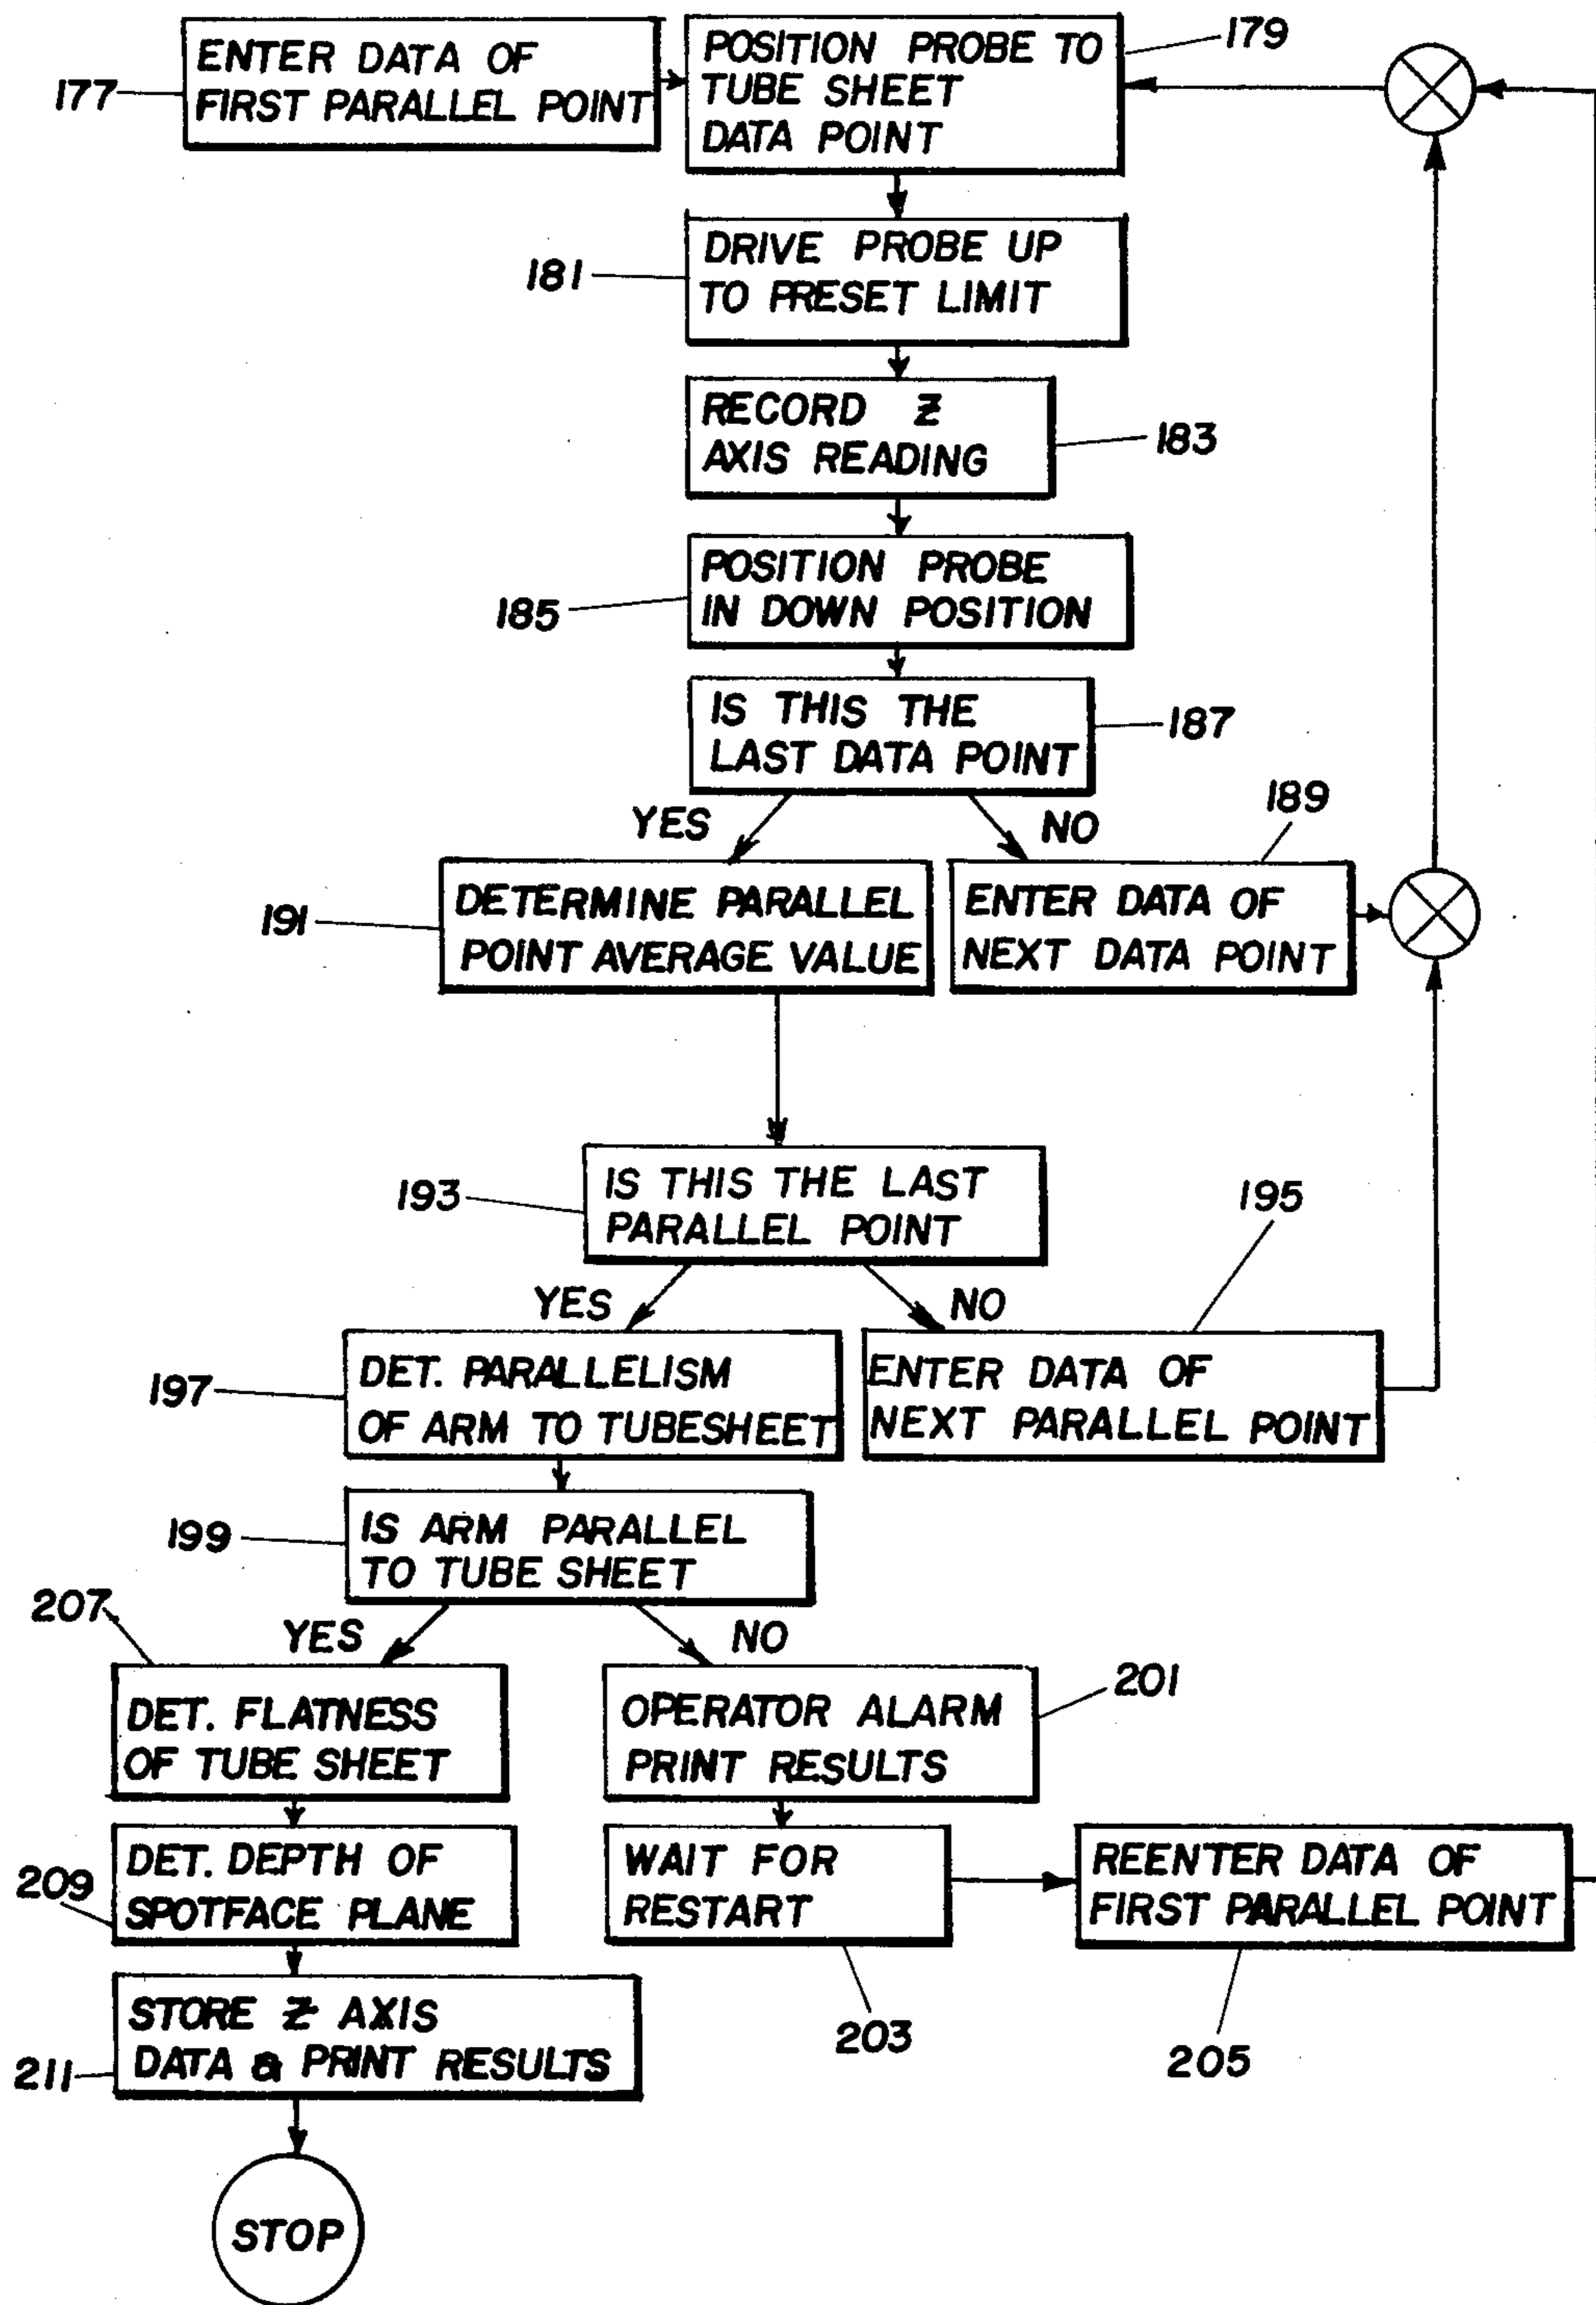 ENTER DATA OF
FIRST PARALLEL POINT
177
POSITION PROBE TO
TUBE SHEET
DATA POINT
179
DRIVE PROBE UP
TO PRESET LIMIT
181
RECORD Z
AXIS READING
183
POSITION PROBE
IN DOWN POSITION
185
IS THIS THE
LAST DATA POINT
187
YES
NO
189
DETERMINE PARALLEL
POINT AVERAGE VALUE
191
ENTER DATA OF
NEXT DATA POINT
IS THIS THE LAST
PARALLEL POINT
193
195
YES
NO
DET. PARALLELISM
OF ARM TO TUBESHEET
197
ENTER DATA OF
NEXT PARALLEL POINT
IS ARM PARALLEL
TO TUBE SHEET
199
207
YES
NO
DET. FLATNESS
OF TUBE SHEET
OPERATOR ALARM
PRINT RESULTS
201
DET. DEPTH OF
SPOTFACE PLANE
209
WAIT FOR
RESTART
203
REENTER DATA OF
FIRST PARALLEL POINT
205
STORE Z AXIS
DATA & PRINT RESULTS
211
STOP